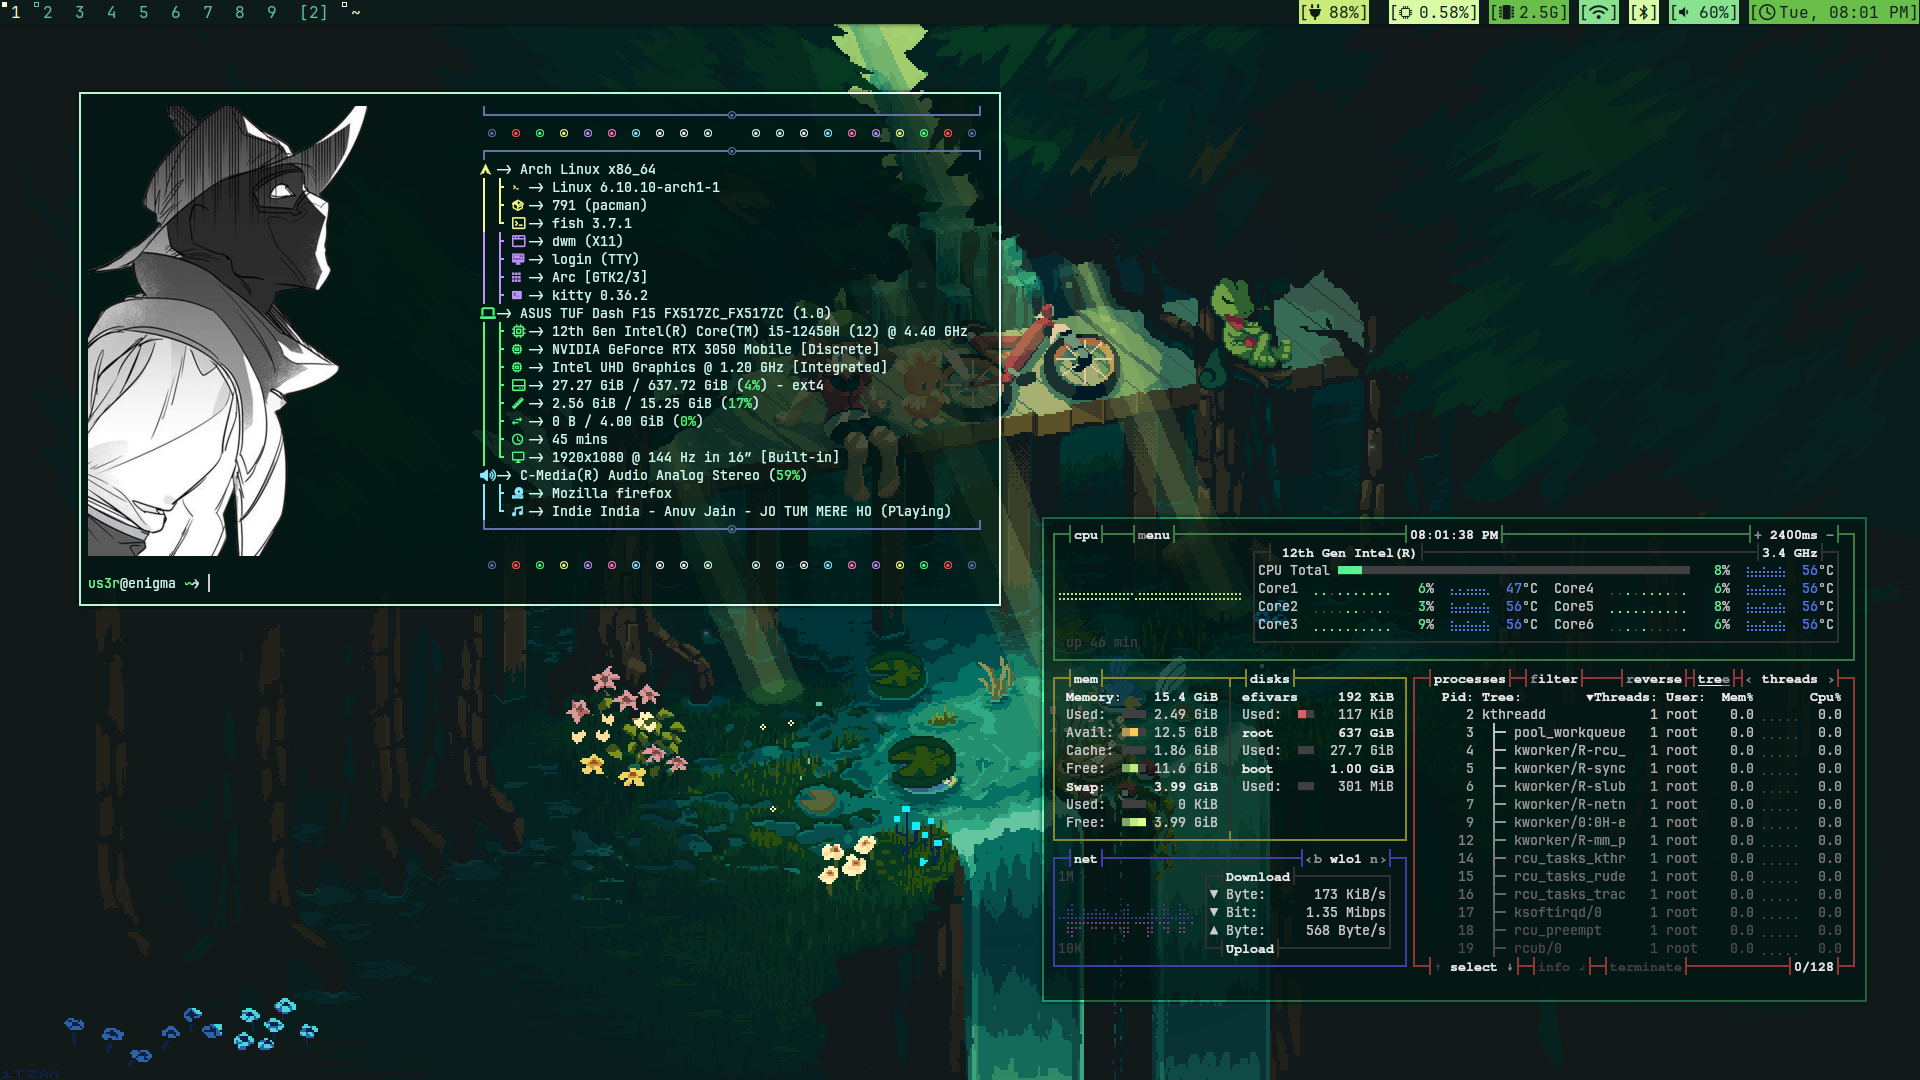 1 2 3 4 5 6 7 8 9 [2] ~
[88%] [0.58%] [2.5G] [60%] [Tue, 08:01 PM]
Arch Linux x86_64
Linux 6.10.10-arch1-1
791 (pacman)
fish 3.7.1
dwm (X11)
login (TTY)
Arc [GTK2/3]
kitty 0.36.2
ASUS TUF Dash F15 FX517ZC_FX517ZC (1.0)
12th Gen Intel(R) Core(TM) i5-12450H (12) @ 4.40 GHz
NVIDIA GeForce RTX 3050 Mobile [Discrete]
Intel UHD Graphics @ 1.20 GHz [Integrated]
27.27 GiB / 637.72 GiB (4%) - ext4
2.56 GiB / 15.25 GiB (17%)
0 B / 4.00 GiB (0%)
45 mins
1920x1080 @ 144 Hz in 16″ [Built-in]
C-Media(R) Audio Analog Stereo (59%)
Mozilla firefox
Indie India - Anuv Jain - JO TUM MERE HO (Playing)
us3r@enigma ~>
cpu menu 08:01:38 PM + 2400ms -
12th Gen Intel(R) 3.4 GHz
CPU Total 8% 56°C
Core1 6% 47°C Core4 6% 56°C
Core2 3% 56°C Core5 8% 56°C
Core3 9% 56°C Core6 6% 56°C
up 46 min
mem
Memory: 15.4 GiB
Used: 2.49 GiB
Avail: 12.5 GiB
Cache: 1.86 GiB
Free: 11.6 GiB
Swap: 3.99 GiB
Used: 0 KiB
Free: 3.99 GiB
disks
efivars 192 KiB
Used: 117 KiB
root 637 GiB
Used: 27.7 GiB
boot 1.00 GiB
Used: 301 MiB
net <b wlo1 n>
1M
Download
▼ Byte: 173 KiB/s
▼ Bit: 1.35 Mibps
▲ Byte: 568 Byte/s
10K
Upload
processes filter reverse tree < threads >
Pid: Tree: ▼Threads: User: Mem% Cpu%
2 kthreadd 1 root 0.0 0.0
3 pool_workqueue 1 root 0.0 0.0
4 kworker/R-rcu_ 1 root 0.0 0.0
5 kworker/R-sync 1 root 0.0 0.0
6 kworker/R-slub 1 root 0.0 0.0
7 kworker/R-netn 1 root 0.0 0.0
9 kworker/0:0H-e 1 root 0.0 0.0
12 kworker/R-mm_p 1 root 0.0 0.0
14 rcu_tasks_kthr 1 root 0.0 0.0
15 rcu_tasks_rude 1 root 0.0 0.0
16 rcu_tasks_trac 1 root 0.0 0.0
17 ksoftirqd/0 1 root 0.0 0.0
18 rcu_preempt 1 root 0.0 0.0
19 rcub/0 1 root 0.0 0.0
↑ select ↓ info ↲ terminate 0/128